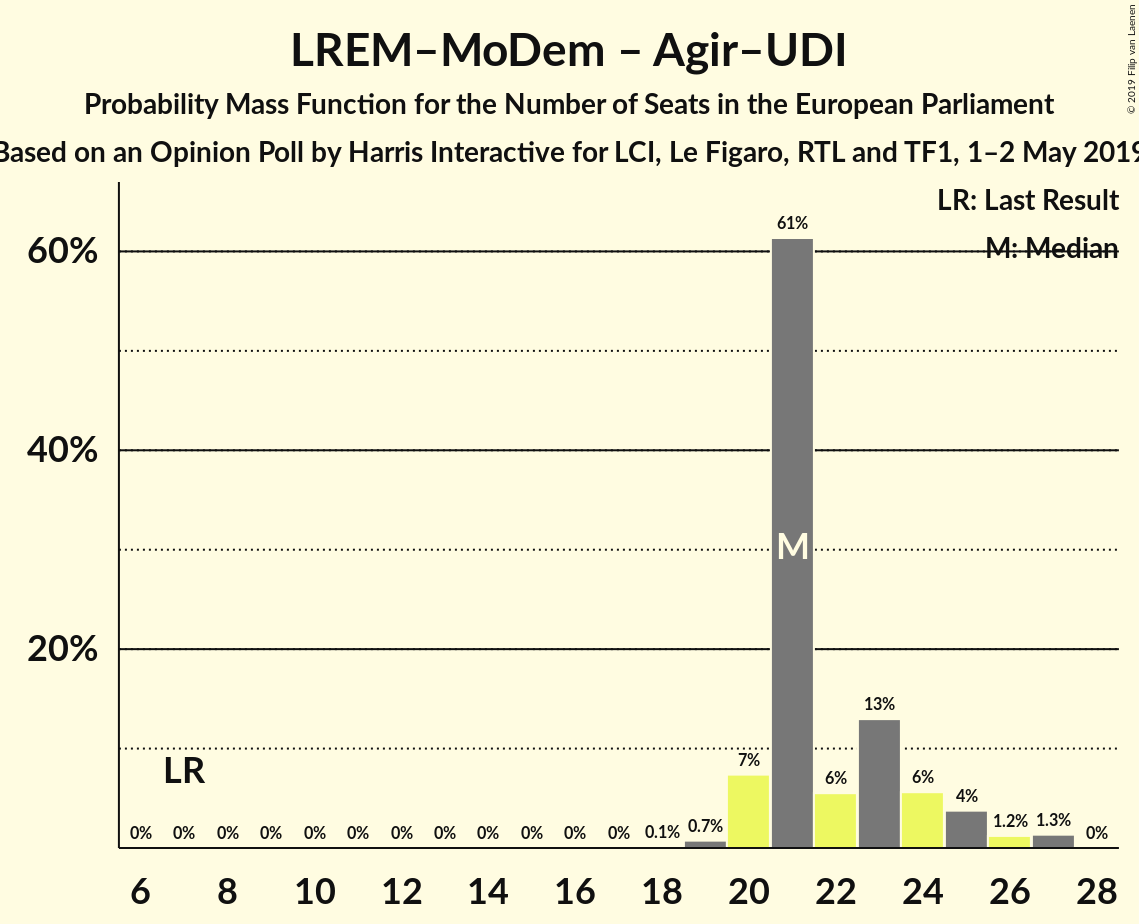 LREM–MoDem – Agir–UDI
Probability Mass Function for the Number of Seats in the European Parliament
Based on an Opinion Poll by Harris Interactive for LCI, Le Figaro, RTL and TF1, 1–2 May 2019
© 2019 Filip van Laenen
LR: Last Result
M: Median
60%
40%
20%
61%
M
13%
7%
6%
6%
4%
LR
0% 0% 0% 0% 0% 0% 0% 0% 0% 0% 0% 0% 0.1% 0.7% 1.2% 1.3% 0%
6 8 10 12 14 16 18 20 22 24 26 28